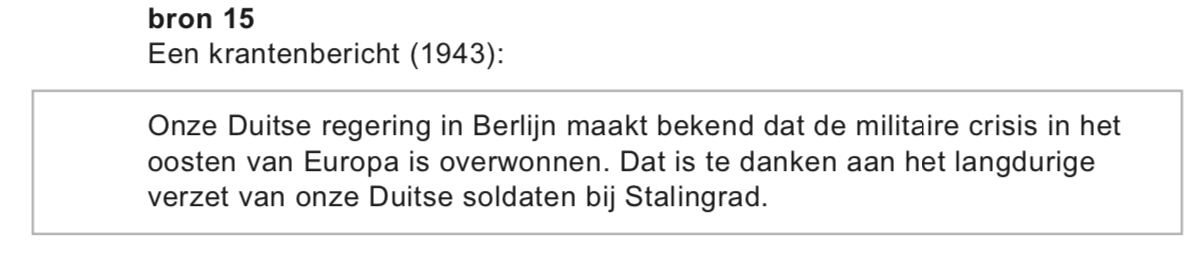 bron 15
Een krantenbericht (1943):
Onze Duitse regering in Berlijn maakt bekend dat de militaire crisis in het
oosten van Europa is overwonnen. Dat is te danken aan het langdurige
verzet van onze Duitse soldaten bij Stalingrad.